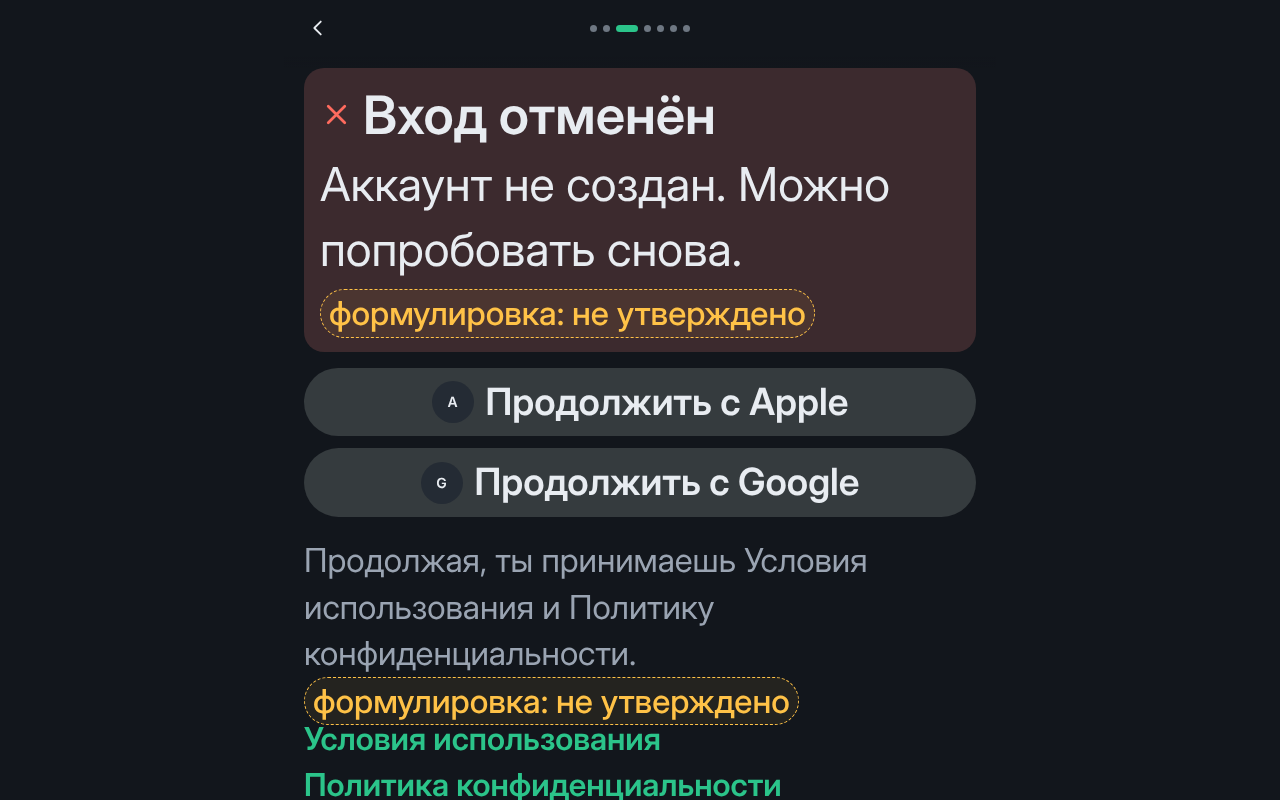 Вход отменён
Аккаунт не создан. Можно
попробовать снова.
формулировка: не утверждено
A Продолжить с Apple
G Продолжить с Google
Продолжая, ты принимаешь Условия
использования и Политику
конфиденциальности.
формулировка: не утверждено
Условия использования
Политика конфиденциальности